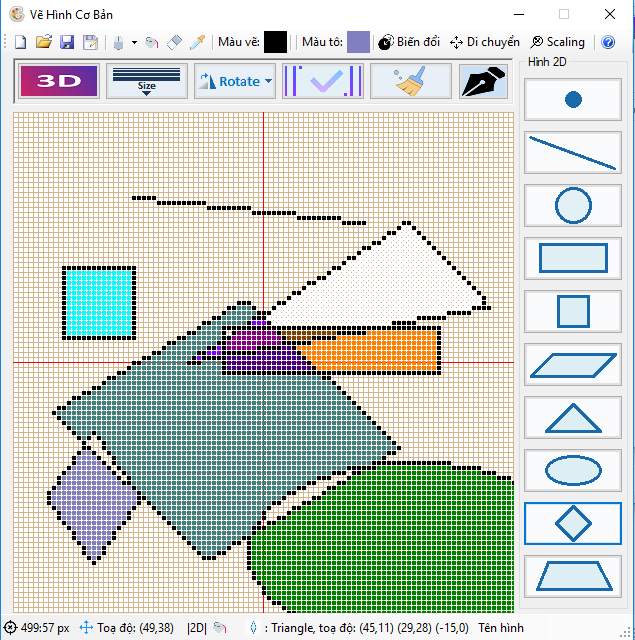 Vẽ Hình Cơ Bản
Màu vẽ: Màu tô: Biến đổi Di chuyển Scaling
3D Size Rotate
Hình 2D
499:57 px Toạ độ: (49,38) |2D| : Triangle, toạ độ: (45,11) (29,28) (-15,0) Tên hình